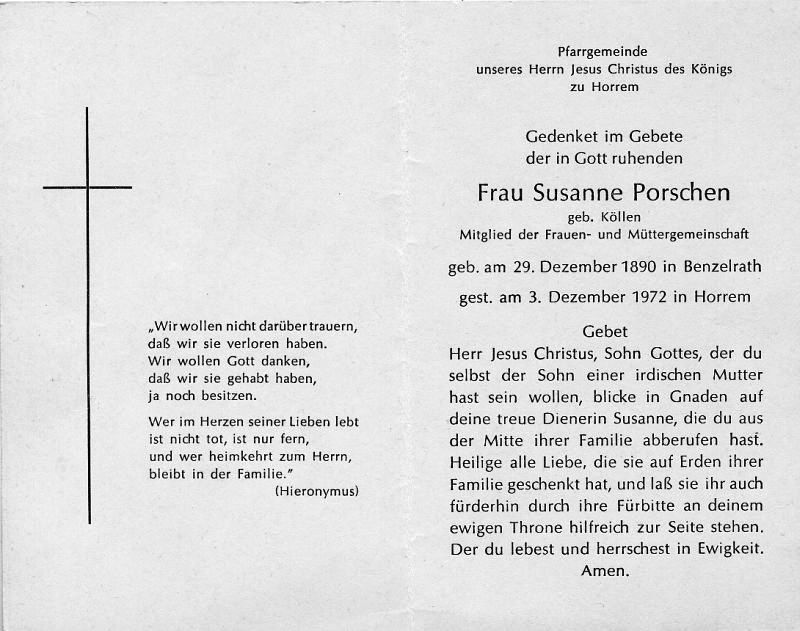 „Wir wollen nicht darüber trauern,
daß wir sie verloren haben.
Wir wollen Gott danken,
daß wir sie gehabt haben,
ja noch besitzen.
Wer im Herzen seiner Lieben lebt
ist nicht tot, ist nur fern,
und wer heimkehrt zum Herrn,
bleibt in der Familie."
(Hieronymus)
Pfarrgemeinde
unseres Herrn Jesus Christus des Königs
zu Horrem
Gedenket im Gebete
der in Gott ruhenden
Frau Susanne Porschen
geb. Köllen
Mitglied der Frauen- und Müttergemeinschaft
geb. am 29. Dezember 1890 in Benzelrath
gest. am 3. Dezember 1972 in Horrem
Gebet
Herr Jesus Christus, Sohn Gottes, der du
selbst der Sohn einer irdischen Mutter
hast sein wollen, blicke in Gnaden auf
deine treue Dienerin Susanne, die du aus
der Mitte ihrer Familie abberufen hast.
Heilige alle Liebe, die sie auf Erden ihrer
Familie geschenkt hat, und laß sie ihr auch
fürderhin durch ihre Fürbitte an deinem
ewigen Throne hilfreich zur Seite stehen.
Der du lebest und herrschest in Ewigkeit.
Amen.